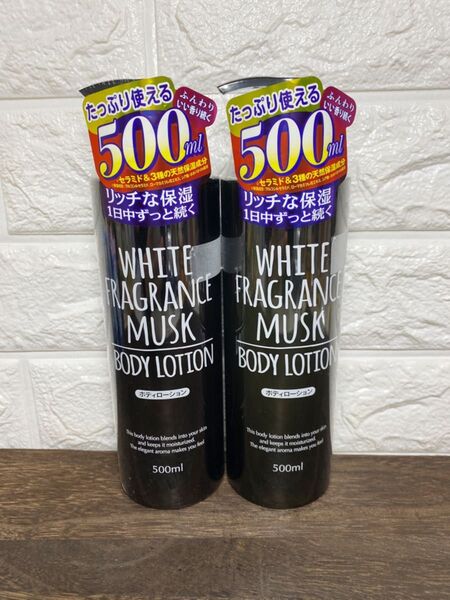 たっぷり使える
ふんわり
いい香り続く
500ml
セラミド&3種の天然保湿成分
リッチな保湿
1日中ずっと続く
WHITE
FRAGRANCE
MUSK
BODY LOTION
ボディローション
This body lotion blends into your skin
and keeps it moisturized.
The elegant aroma makes you feel
500ml
たっぷり使える
ふんわり
いい香り続く
500ml
セラミド&3種の天然保湿成分
リッチな保湿
1日中ずっと続く
WHITE
FRAGRANCE
MUSK
BODY LOTION
ボディローション
This body lotion blends into your skin
and keeps it moisturized.
The elegant aroma makes you feel
500ml